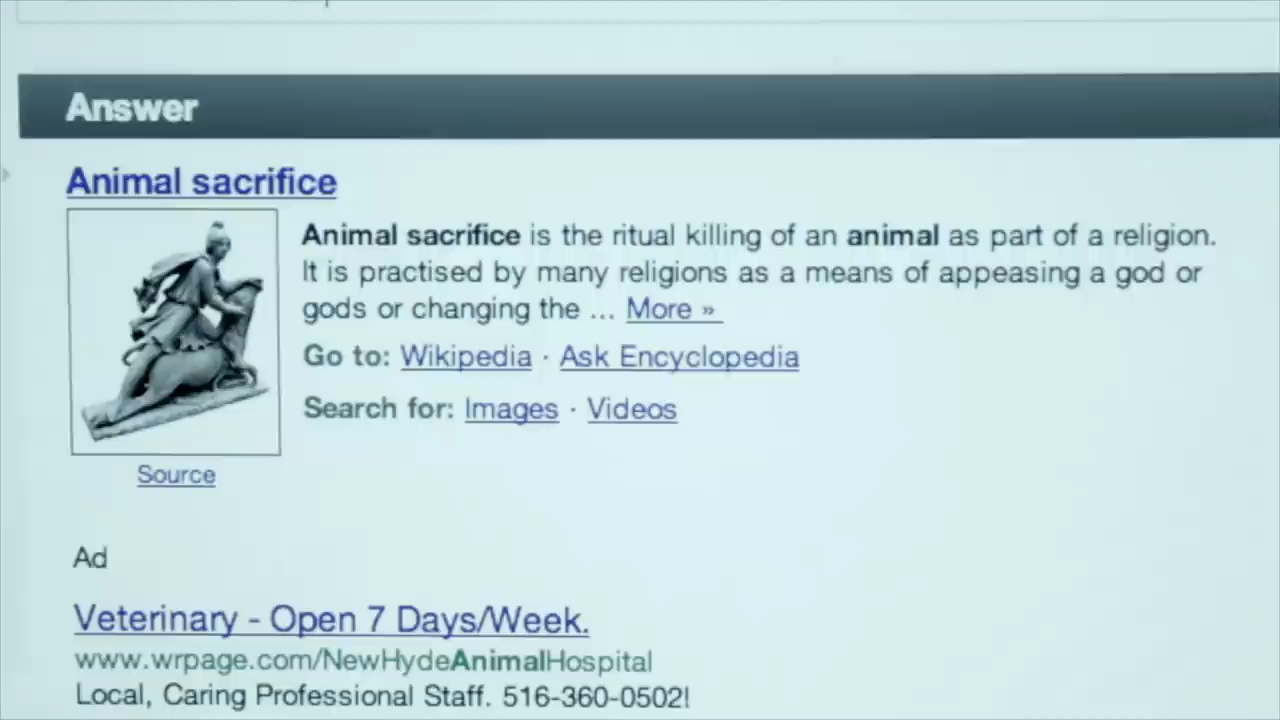 Answer
Animal sacrifice
Animal sacrifice is the ritual killing of an animal as part of a religion.
It is practised by many religions as a means of appeasing a god or
gods or changing the ... More »
Go to: Wikipedia · Ask Encyclopedia
Search for: Images · Videos
Source
Ad
Veterinary - Open 7 Days/Week.
www.wrpage.com/NewHydeAnimalHospital
Local, Caring Professional Staff. 516-360-0502!